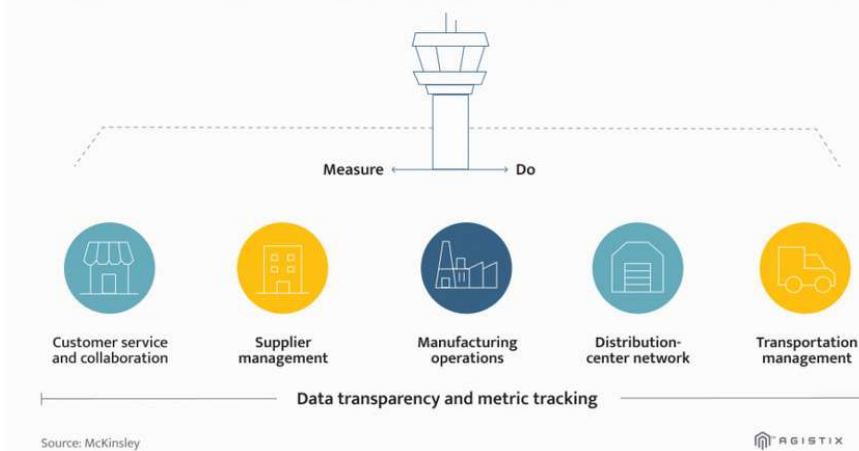 Measure
Do
Customer service
and collaboration
Supplier
management
Manufacturing
operations
Distribution-
center network
Transportation
management
Data transparency and metric tracking
Source: McKinsley
AGISTIX